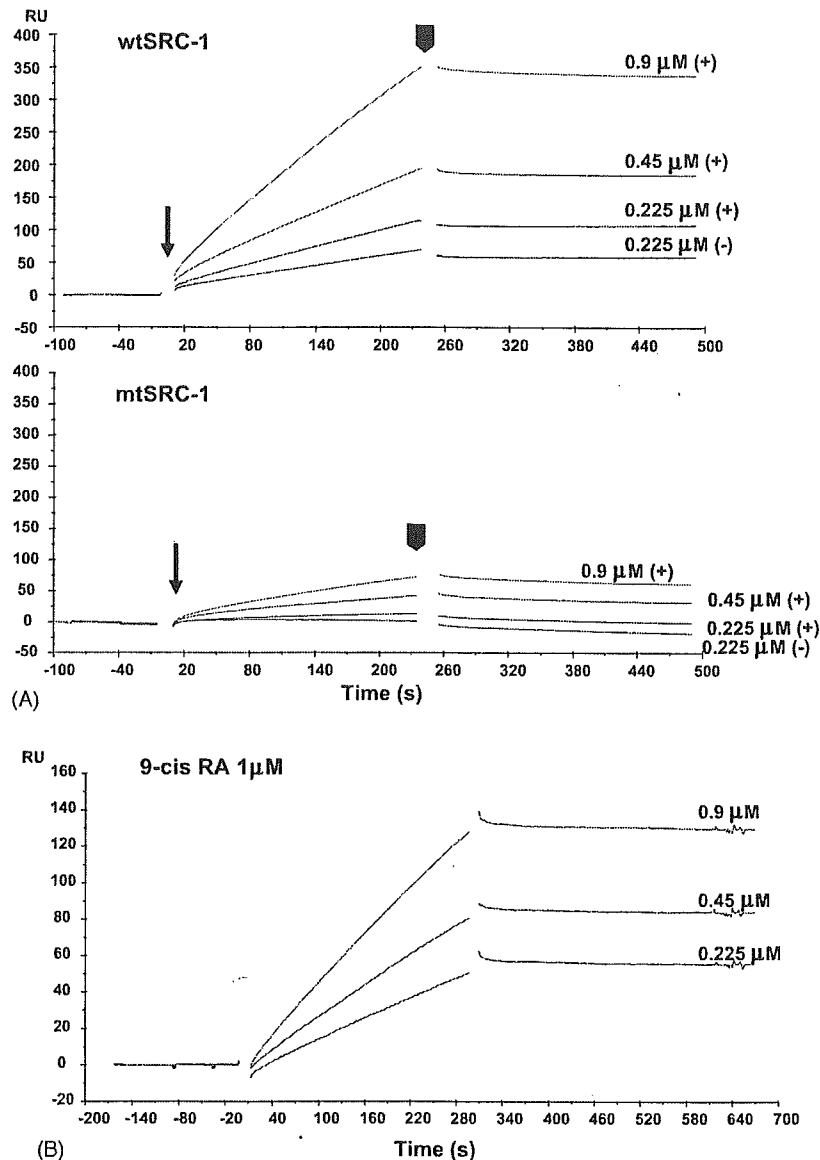 RU
wtSRC-1
400
350
300
250
200
150
100
50
0
-50
0.9 µM (+)
0.45 µM (+)
0.225 µM (+)
0.225 µM (-)
-100 -40 20 80 140 200 260 320 380 440 500
mtSRC-1
400
350
300
250
200
150
100
50
0
-50
0.9 µM (+)
0.45 µM (+)
0.225 µM (+)
0.225 µM (-)
-100 -40 20 80 140 200 260 320 380 440 500
Time (s)
(A)
RU
9-cis RA 1µM
160
140
120
100
80
60
40
20
0
-20
0.9 µM
0.45 µM
0.225 µM
-200 -140 -80 -20 40 100 160 220 280 340 400 460 520 580 640 700
Time (s)
(B)